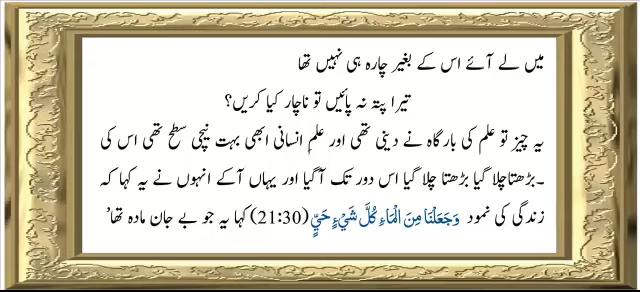 میں لے آئے اس کے بغیر چارہ ہی نہیں تھا
تیرا پتہ نہ پائیں تو ناچار کیا کریں؟
یہ چیز تو علم کی بارگاہ نے دینی تھی اور علمِ انسانی ابھی بہت نیچی سطح تھی اس کی
۔بڑھتاچلا گیا بڑھتا چلا گیا اس دور تک آگیا اور یہاں آکے انہوں نے یہ کہا کہ
زندگی کی نمود وَجَعَلْنَا مِنَ الْمَاءِ كُلَّ شَيْءٍ حَيٍّ (21:30) کہا یہ جو بے جان مادہ تھا’